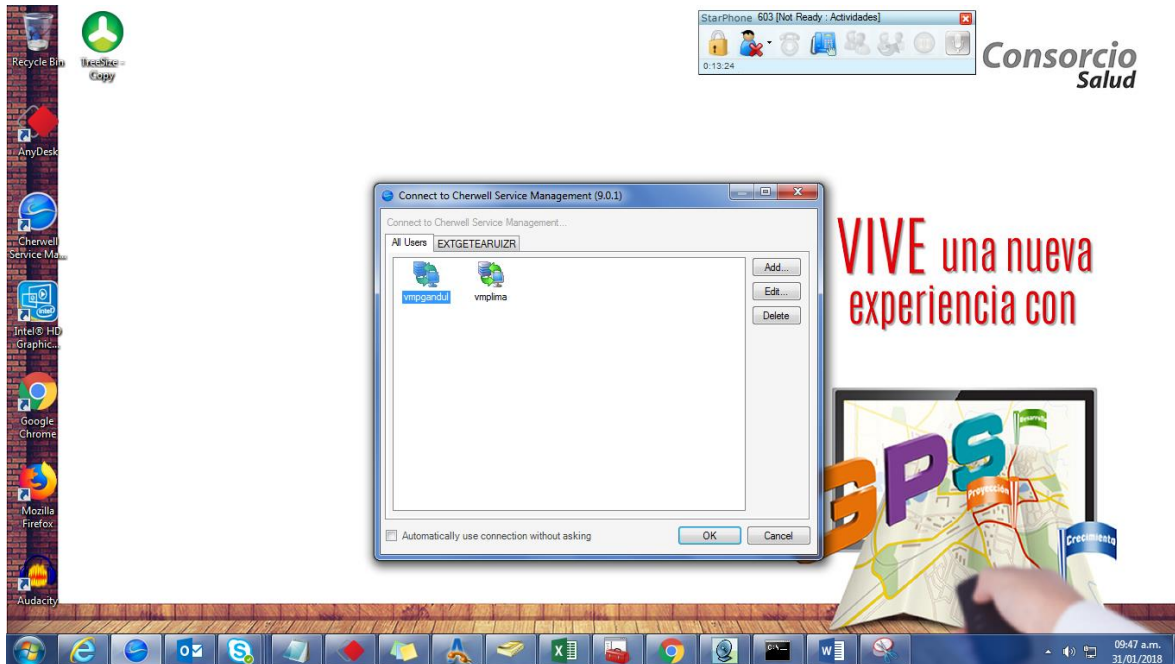 StarPhone 603 [Not Ready : Actividades]
0:13:24
Consorcio
Salud
Recycle Bin
TreeSize -
Copy
AnyDesk
Cherwell
Service Ma...
Intel® HD
Graphic...
Google
Chrome
Mozilla
Firefox
Audacity
Connect to Cherwell Service Management (9.0.1)
Connect to Cherwell Service Management...
All Users
EXTGETEARUIZR
vmpgandul
vmplima
Add...
Edit...
Delete
Automatically use connection without asking
OK
Cancel
VIVE una nueva
experiencia con
GPS
Desarrollo
Proyección
Crecimiento
C:\
09:47 a.m.
31/01/2018